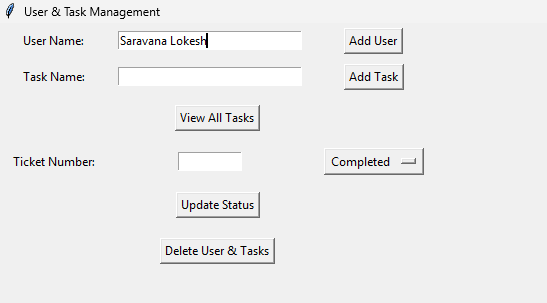 User & Task Management
User Name: Saravana Lokesh Add User
Task Name: Add Task
View All Tasks
Ticket Number: Completed
Update Status
Delete User & Tasks